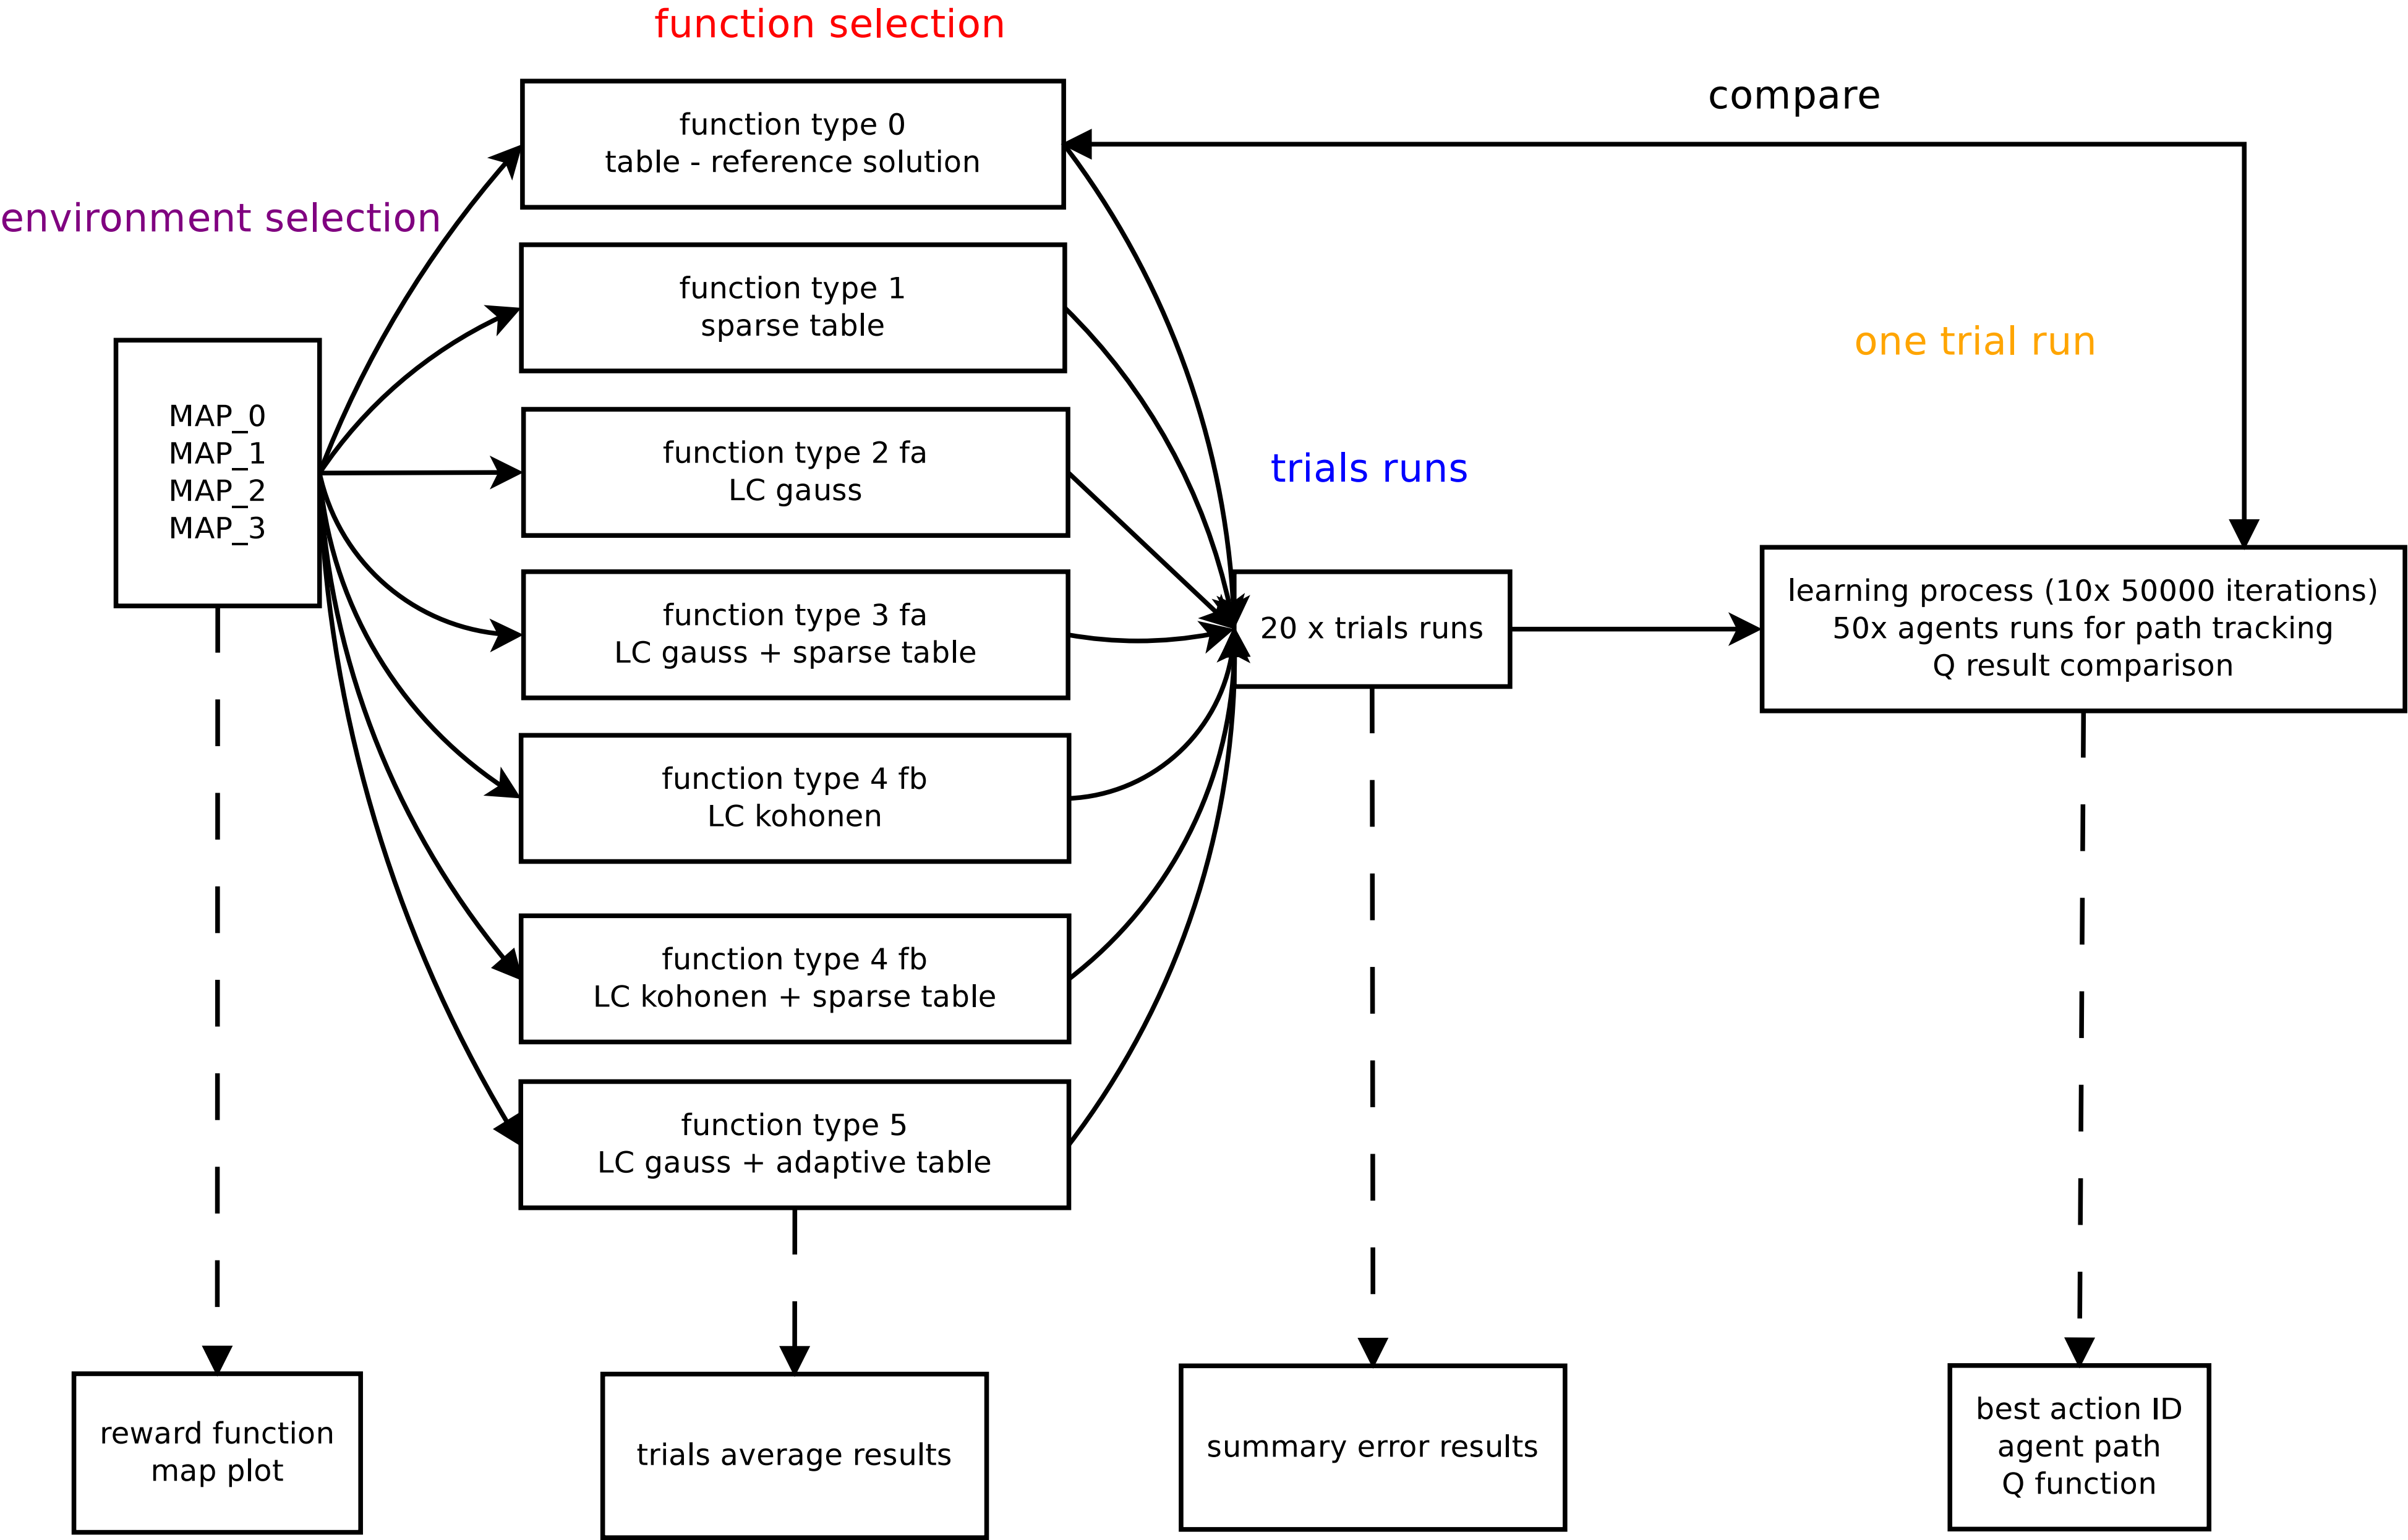 function selection
compare
function type 0
table - reference solution
environment selection
function type 1
sparse table
one trial run
MAP_0
MAP_1
MAP_2
MAP_3
function type 2 fa
LC gauss
trials runs
function type 3 fa
LC gauss + sparse table
20 x trials runs
learning process (10x 50000 iterations)
50x agents runs for path tracking
Q result comparison
function type 4 fb
LC kohonen
function type 4 fb
LC kohonen + sparse table
function type 5
LC gauss + adaptive table
reward function
map plot
trials average results
summary error results
best action ID
agent path
Q function